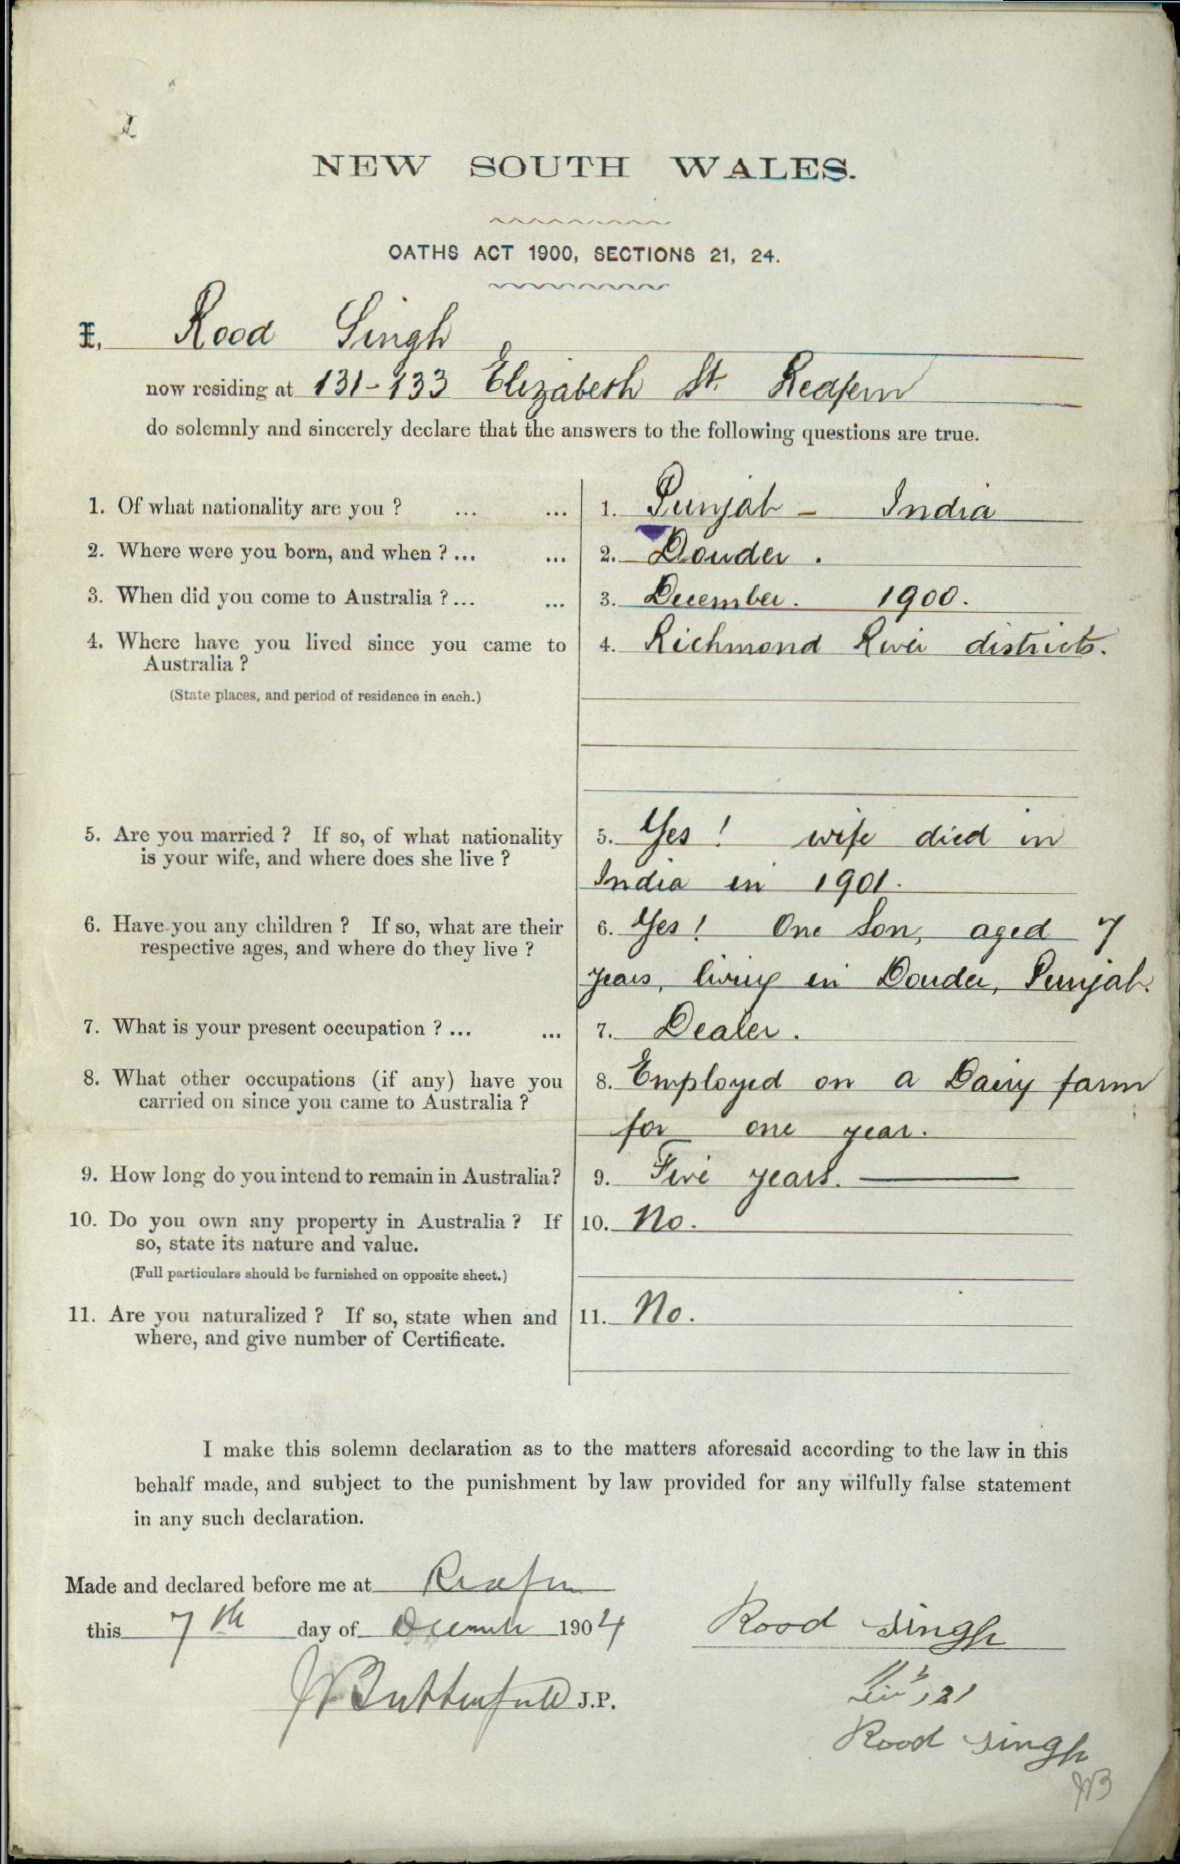 NEW SOUTH WALES.
OATHS ACT 1900, SECTIONS 21, 24.
I, Rood Singh
now residing at 131-133 Elizabeth St. Redfern
do solemnly and sincerely declare that the answers to the following questions are true.
1. Of what nationality are you ? ... ... 1. Punjab - India
2. Where were you born, and when ? ... ... 2. Douder.
3. When did you come to Australia ? ... ... 3. December. 1900.
4. Where have you lived since you came to 4. Richmond River districts.
Australia ?
(State places, and period of residence in each.)
5. Are you married ? If so, of what nationality 5. Yes! wife died in
is your wife, and where does she live ? India in 1901.
6. Have you any children ? If so, what are their 6. Yes! One Son, aged 7
respective ages, and where do they live ? years, living in Douder, Punjab.
7. What is your present occupation ? ... ... 7. Dealer.
8. What other occupations (if any) have you 8. Employed on a Dairy farm
carried on since you came to Australia ? for one year.
9. How long do you intend to remain in Australia? 9. Five years.
10. Do you own any property in Australia ? If 10. No.
so, state its nature and value.
(Full particulars should be furnished on opposite sheet.)
11. Are you naturalized ? If so, state when and 11. No.
where, and give number of Certificate.
I make this solemn declaration as to the matters aforesaid according to the law in this
behalf made, and subject to the punishment by law provided for any wilfully false statement
in any such declaration.
Made and declared before me at Redfern
this 7th day of December 1904 Rood Singh
JNButterfield J.P.
Rood Singh